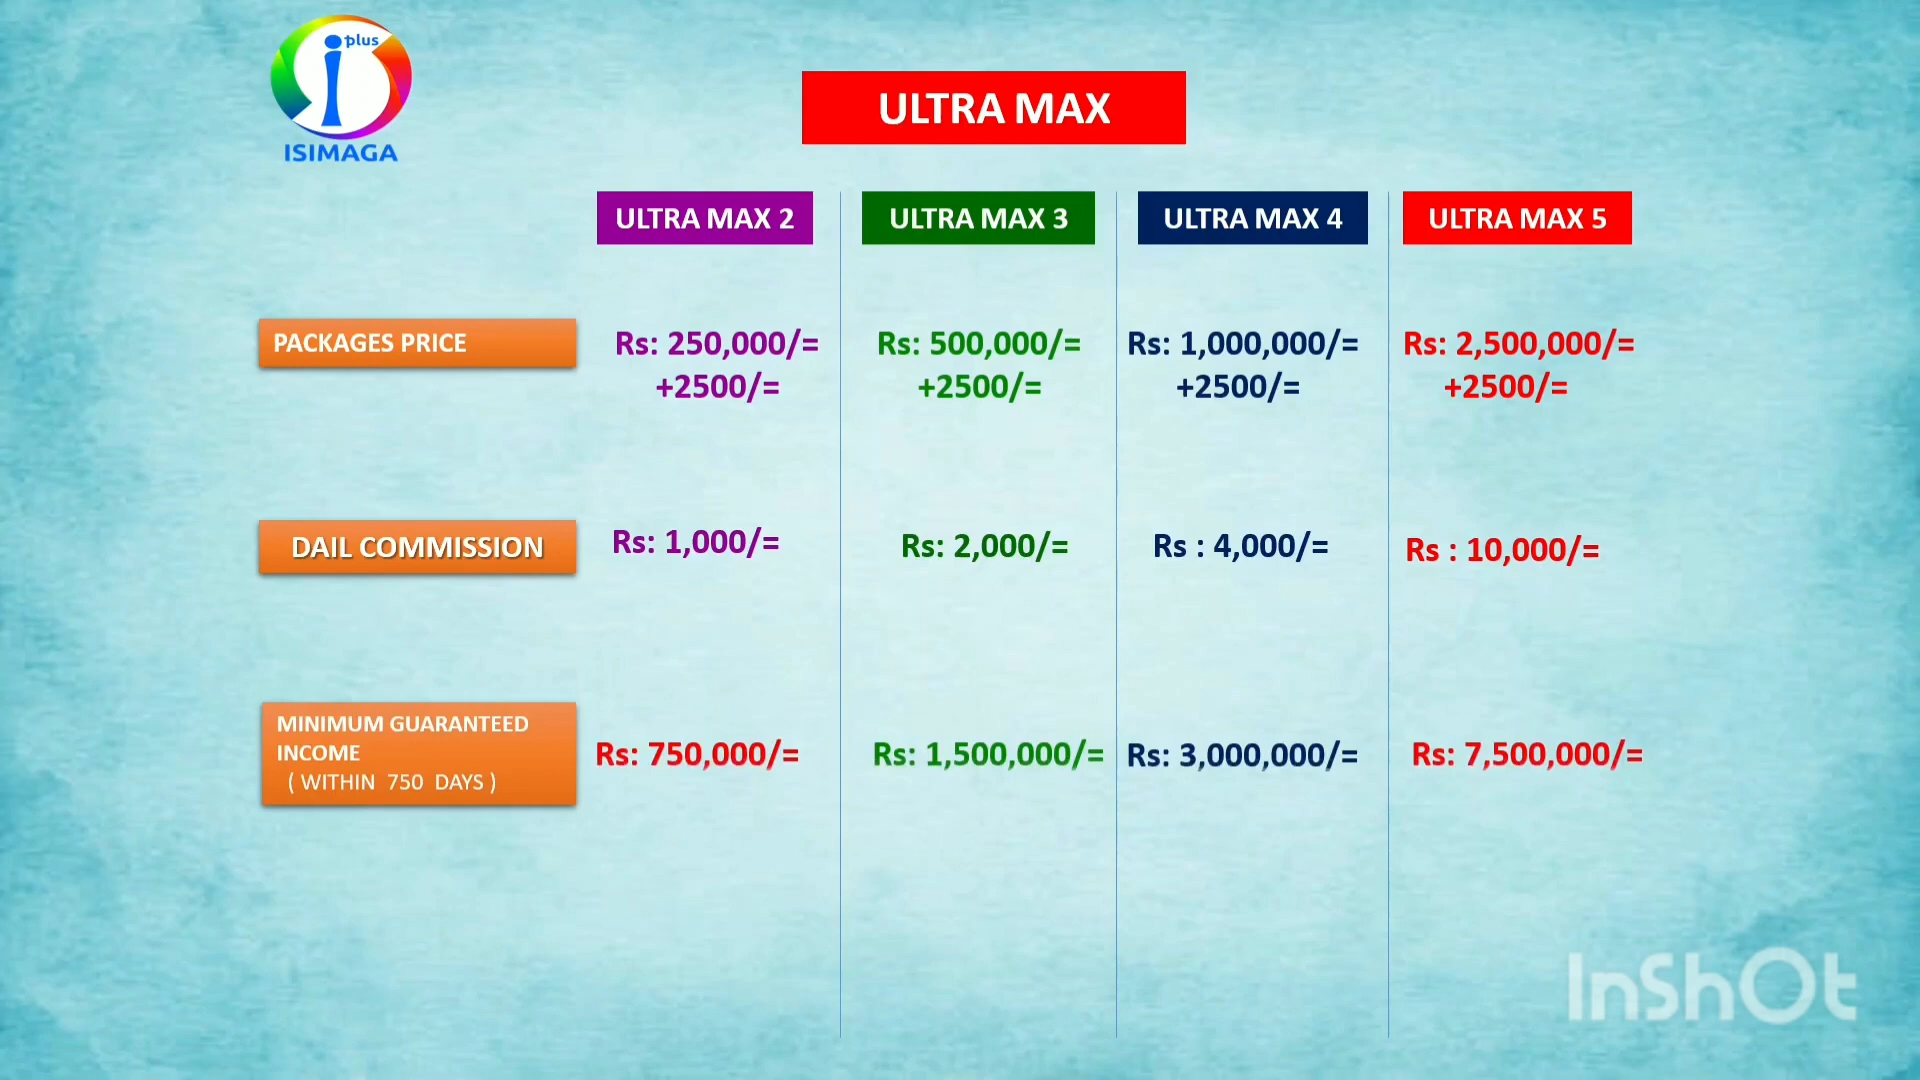 plus
i
ISIMAGA
ULTRA MAX
ULTRA MAX 2
ULTRA MAX 3
ULTRA MAX 4
ULTRA MAX 5
PACKAGES PRICE
Rs: 250,000/=
+2500/=
Rs: 500,000/=
+2500/=
Rs: 1,000,000/=
+2500/=
Rs: 2,500,000/=
+2500/=
DAIL COMMISSION
Rs: 1,000/=
Rs: 2,000/=
Rs : 4,000/=
Rs : 10,000/=
MINIMUM GUARANTEED
INCOME
( WITHIN 750 DAYS )
Rs: 750,000/=
Rs: 1,500,000/=
Rs: 3,000,000/=
Rs: 7,500,000/=
InShOt